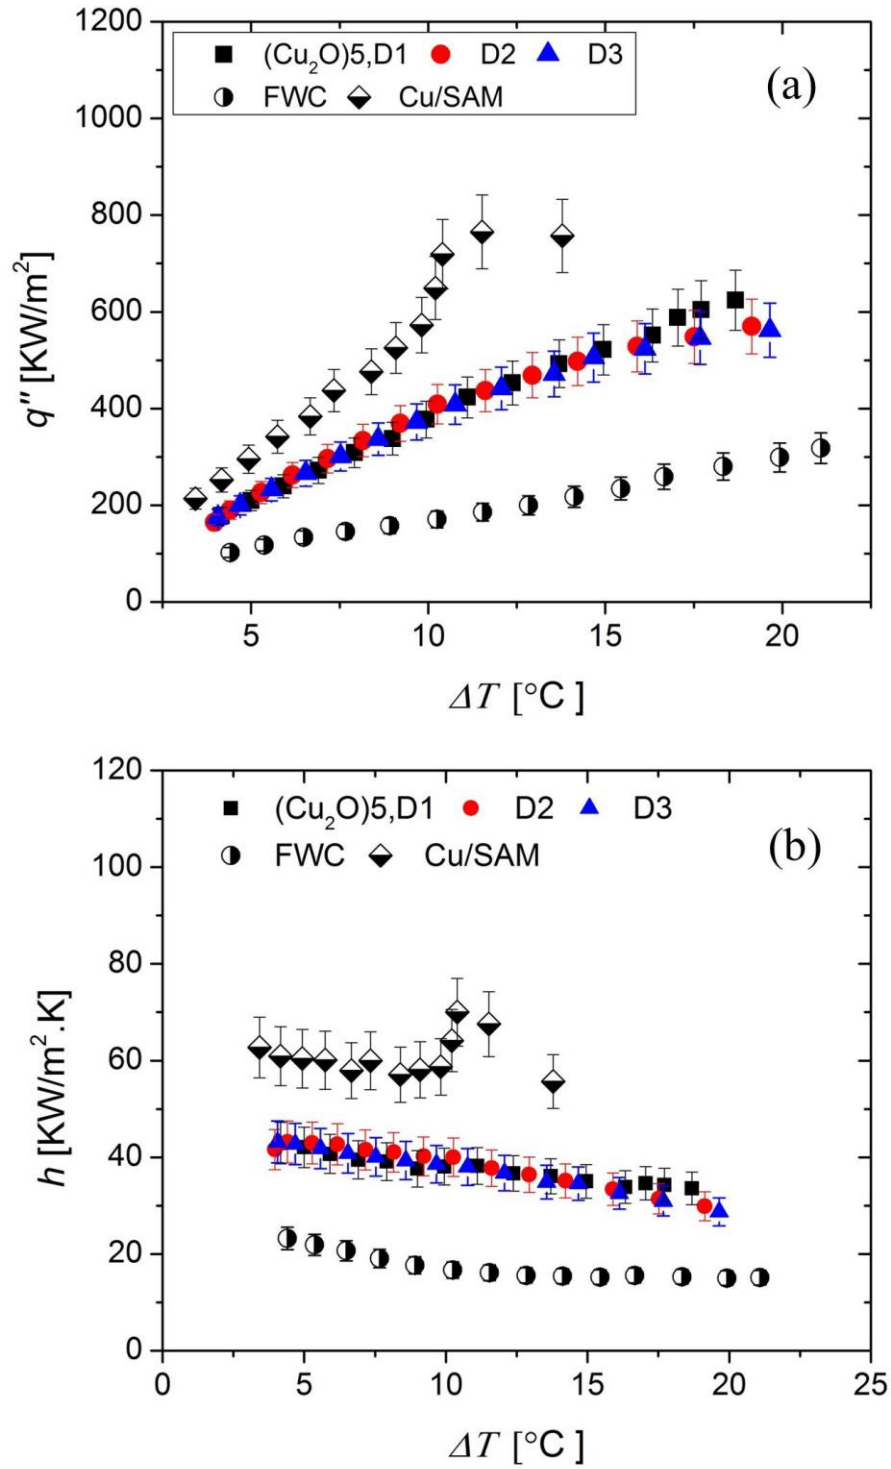 1200
1000
800
600
400
200
0
q″ [KW/m²]
(Cu₂O)5,D1 D2 D3
FWC Cu/SAM
(a)
5 10 15 20
ΔT [°C ]
120
100
80
60
40
20
0
h [KW/m².K]
(Cu₂O)5,D1 D2 D3
FWC Cu/SAM
(b)
0 5 10 15 20 25
ΔT [°C ]